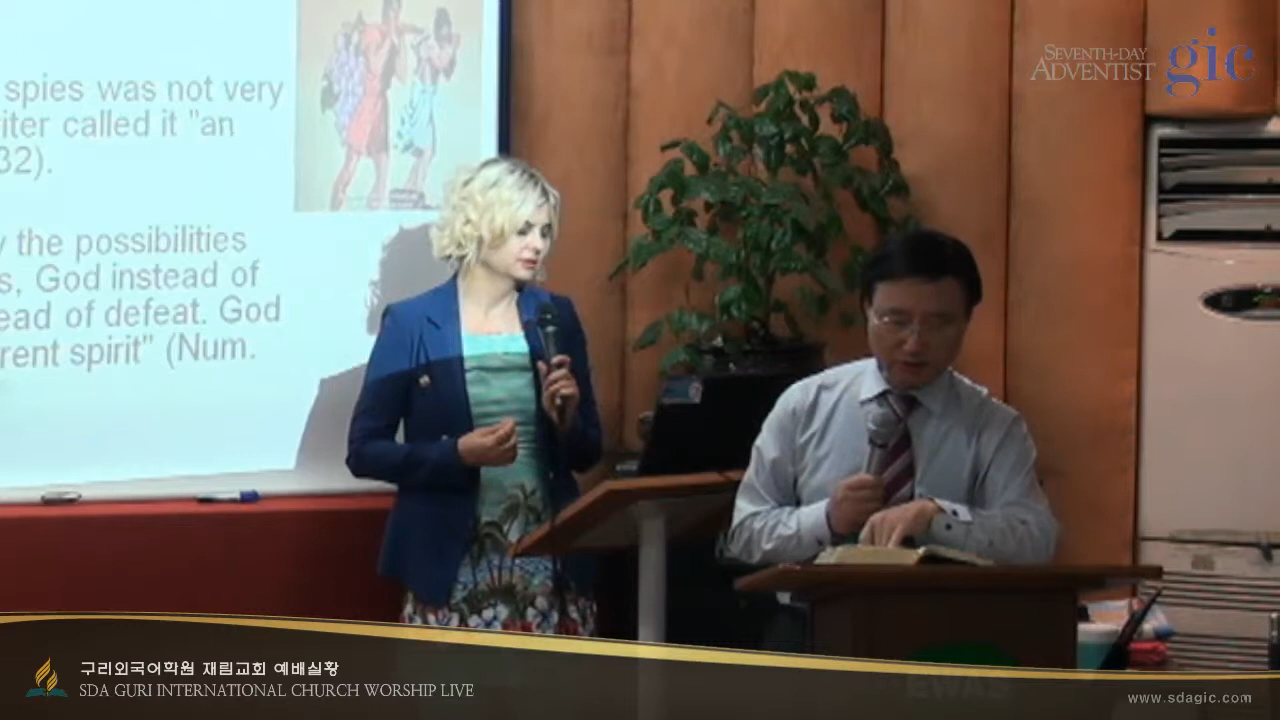 spies was not very
iter called it "an
32).
y the possibilities
s, God instead of
ead of defeat. God
rent spirit" (Num.
SEVENTH-DAY
ADVENTIST gic
구리외국어학원 재림교회 예배실황
SDA GURI INTERNATIONAL CHURCH WORSHIP LIVE
www.sdagic.com